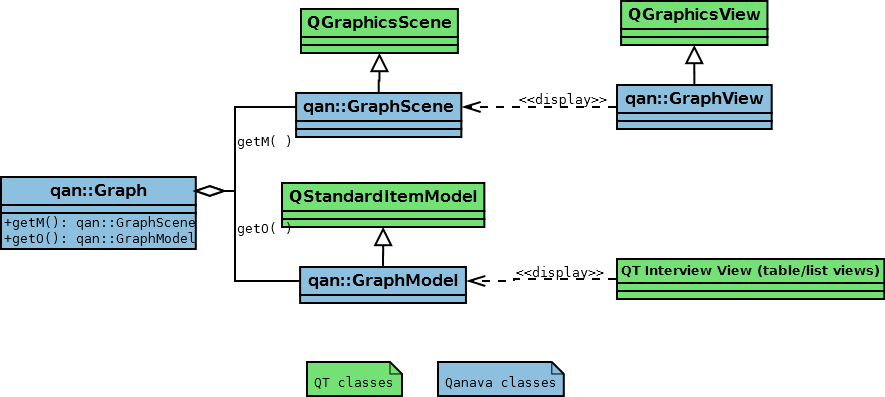 QGraphicsScene
QGraphicsView
qan::GraphScene
<<display>>
qan::GraphView
getM( )
qan::Graph
+getM(): qan::GraphScene
+getO(): qan::GraphModel
QStandardItemModel
getO( )
qan::GraphModel
<<display>>
QT Interview View (table/list views)
QT classes
Qanava classes